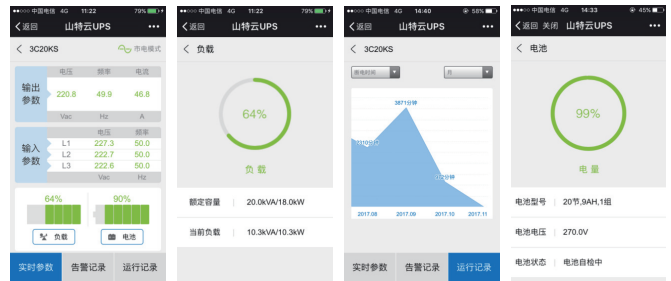 中国电信 4G 11:22 79%
返回 山特云UPS
3C20KS 市电模式
电压 频率 电流
输出参数 220.8 49.9 46.8
Vac Hz A
电压 频率
输入参数
L1 227.3 50.0
L2 222.7 50.0
L3 222.6 50.0
Vac Hz
64% 90%
负载 电池
实时参数 告警记录 运行记录
中国电信 4G 11:22 79%
返回 山特云UPS
负载
64%
负载
额定容量 20.0kVA/18.0kW
当前负载 10.3kVA/10.3kW
中国电信 4G 14:40 58%
返回 山特云UPS
3C20KS
月
3871分钟
分钟
分钟
2017.08 2017.09 2017.10 2017.11
实时参数 告警记录 运行记录
中国电信 4G 14:33 45%
返回 关闭 山特云UPS
电池
99%
电量
电池型号 20节,9AH,1组
电池电压 270.0V
电池状态 电池自检中